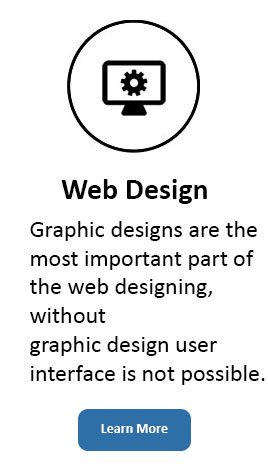 Web Design
Graphic designs are the
most important part of
the web designing,
without
graphic design user
interface is not possible.
Learn More